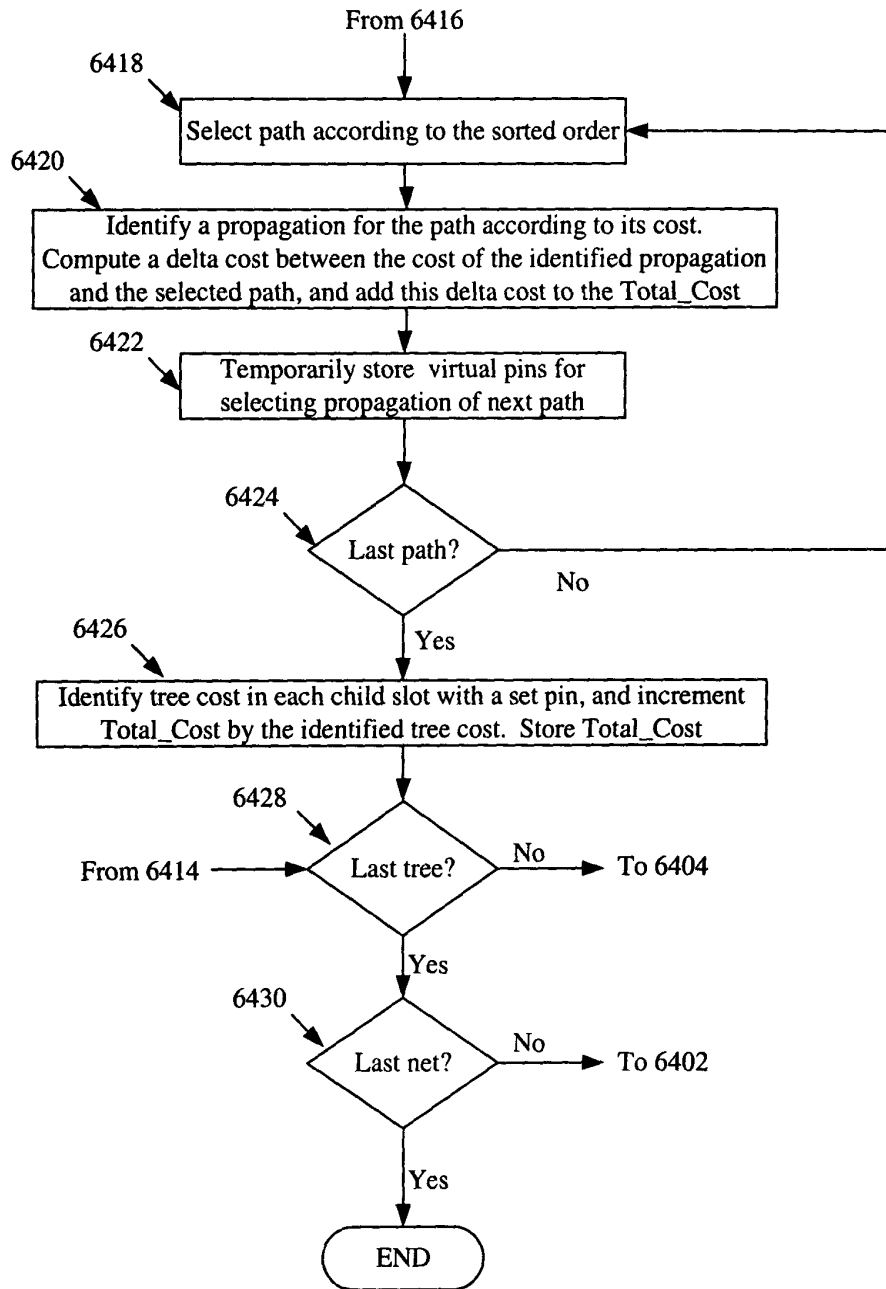 From 6416
6418
Select path according to the sorted order
6420
Identify a propagation for the path according to its cost.
Compute a delta cost between the cost of the identified propagation
and the selected path, and add this delta cost to the Total_Cost
6422
Temporarily store virtual pins for
selecting propagation of next path
6424
Last path?
No
Yes
6426
Identify tree cost in each child slot with a set pin, and increment
Total_Cost by the identified tree cost. Store Total_Cost
6428
From 6414
Last tree?
No
To 6404
Yes
6430
Last net?
No
To 6402
Yes
END